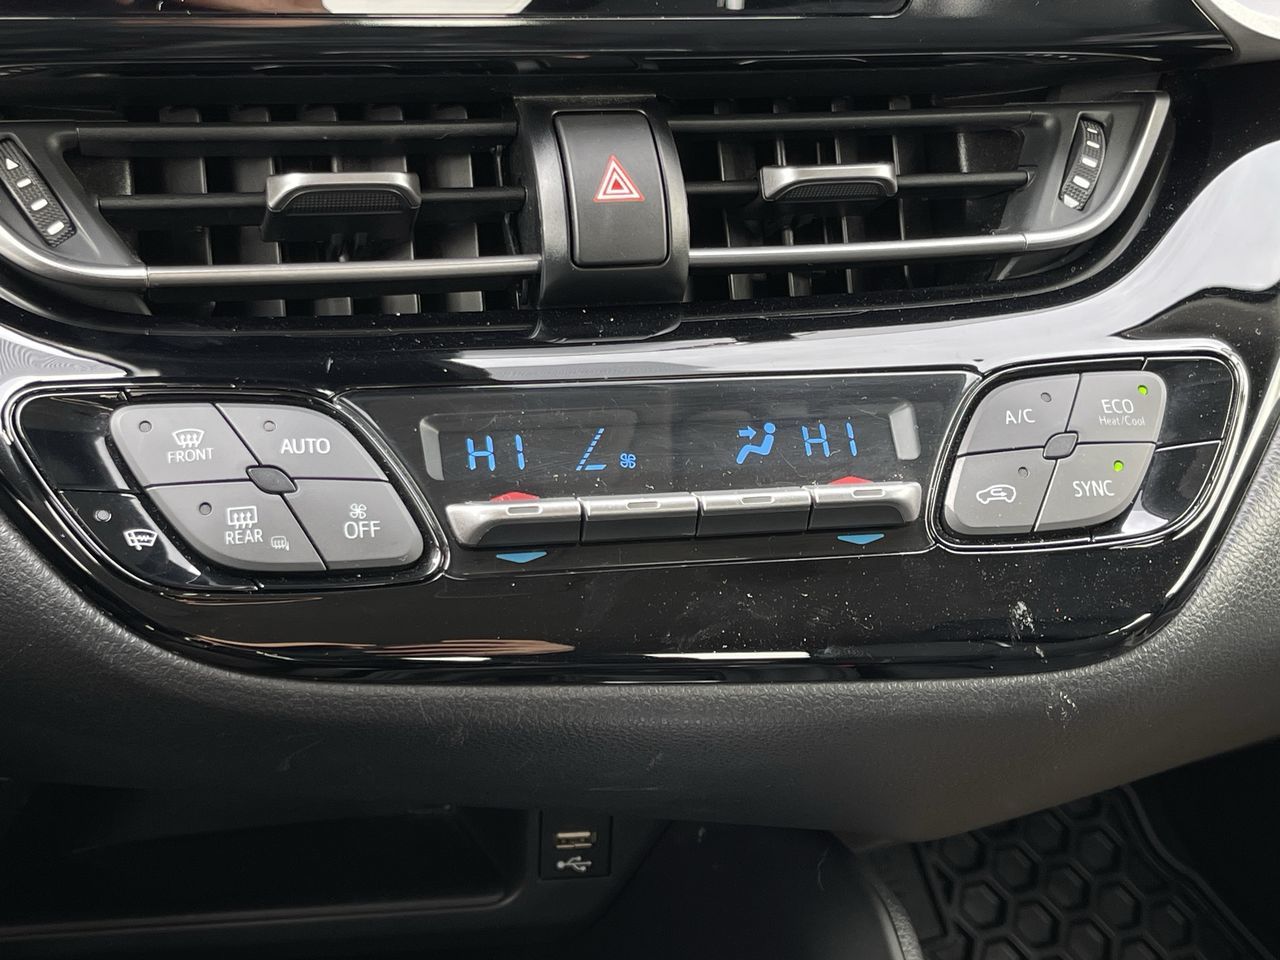 FRONT
AUTO
REAR
OFF
HI
HI
A/C
ECO
Heat/Cool
SYNC